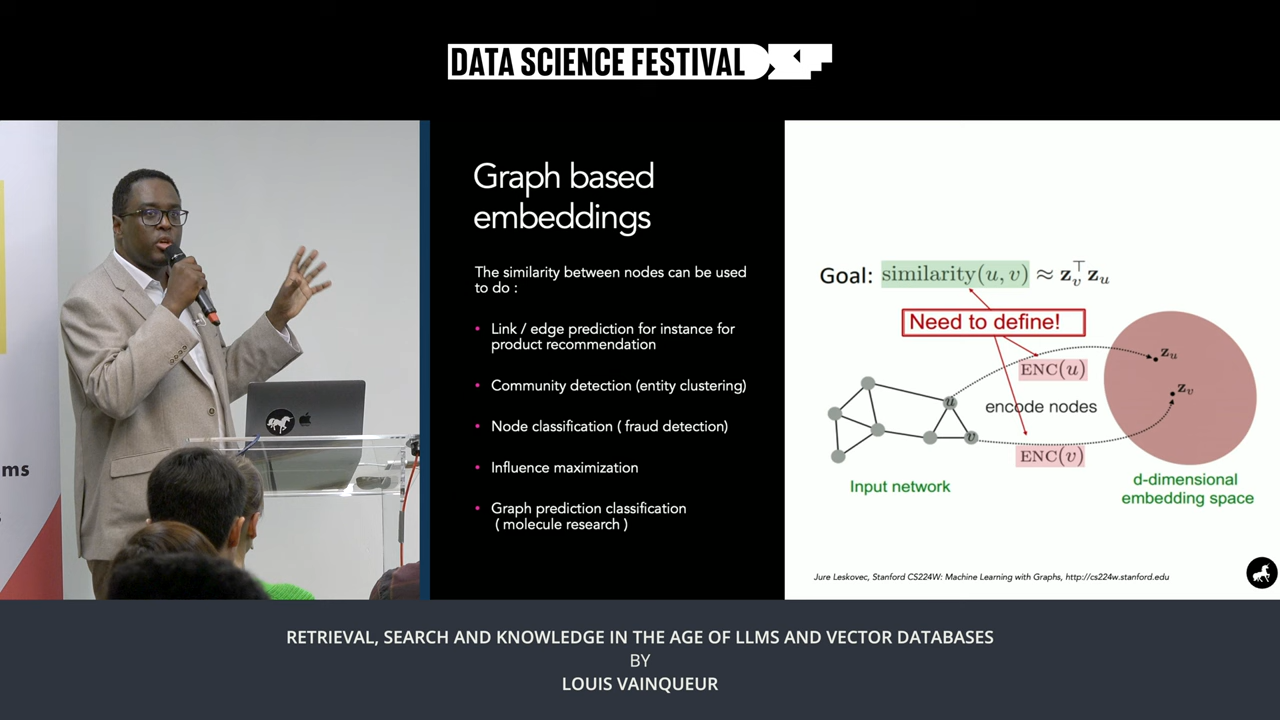 DATA SCIENCE FESTIVAL
Graph based
embeddings
The similarity between nodes can be used
to do :
• Link / edge prediction for instance for
product recommendation
• Community detection (entity clustering)
• Node classification ( fraud detection)
• Influence maximization
• Graph prediction classification
( molecule research )
Goal: similarity(u, v) ≈ z_v^⊤ z_u
Need to define!
z_u
ENC(u)
z_v
u
encode nodes
v
ENC(v)
Input network
d-dimensional
embedding space
Jure Leskovec, Stanford CS224W: Machine Learning with Graphs, http://cs224w.stanford.edu
ms
RETRIEVAL, SEARCH AND KNOWLEDGE IN THE AGE OF LLMS AND VECTOR DATABASES
BY
LOUIS VAINQUEUR